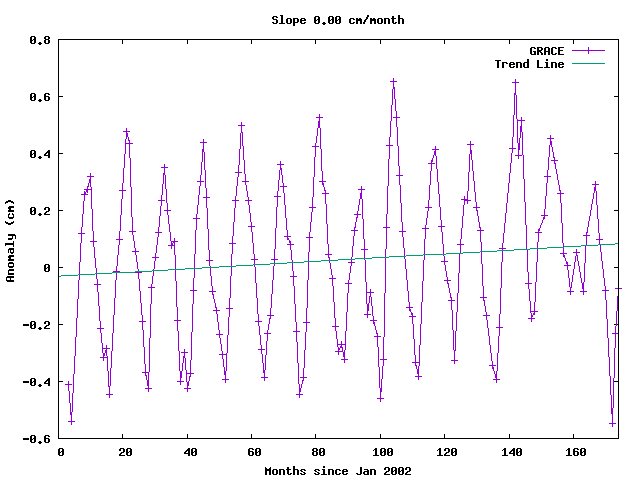 Slope 0.00 cm/month
GRACE
Trend Line
0.8
0.6
0.4
0.2
0
-0.2
-0.4
-0.6
Anomaly (cm)
0 20 40 60 80 100 120 140 160
Months since Jan 2002